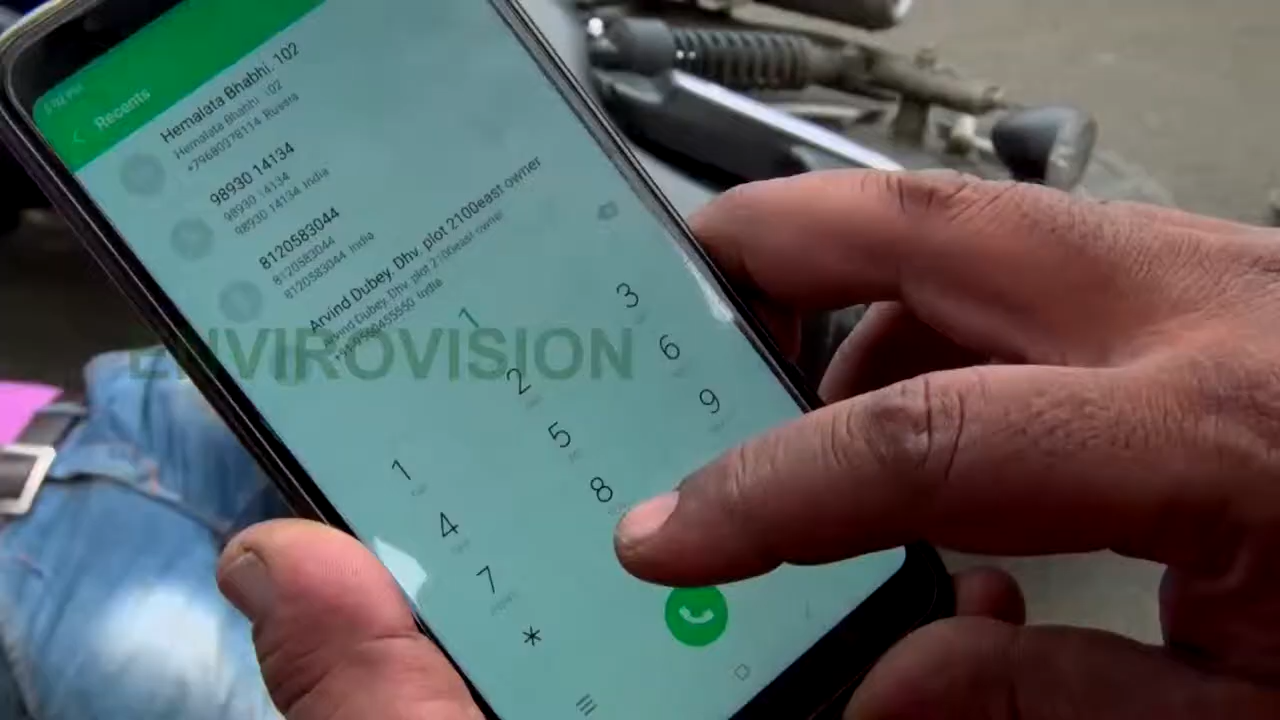 Recents
Hemalata Bhabhi. 102
Hemalata Bhabhi .102
+79680378114 Russia
98930 14134
98930 14134
98930 14134 India
8120583044
8120583044
8120583044 India
Arvind Dubey. Dhv. plot 2100east owner
Arvind Dubey. Dhv. plot 2100east owner
India
ENVIROVISION
1
1
2
3
4
5
6
7
8
9
*